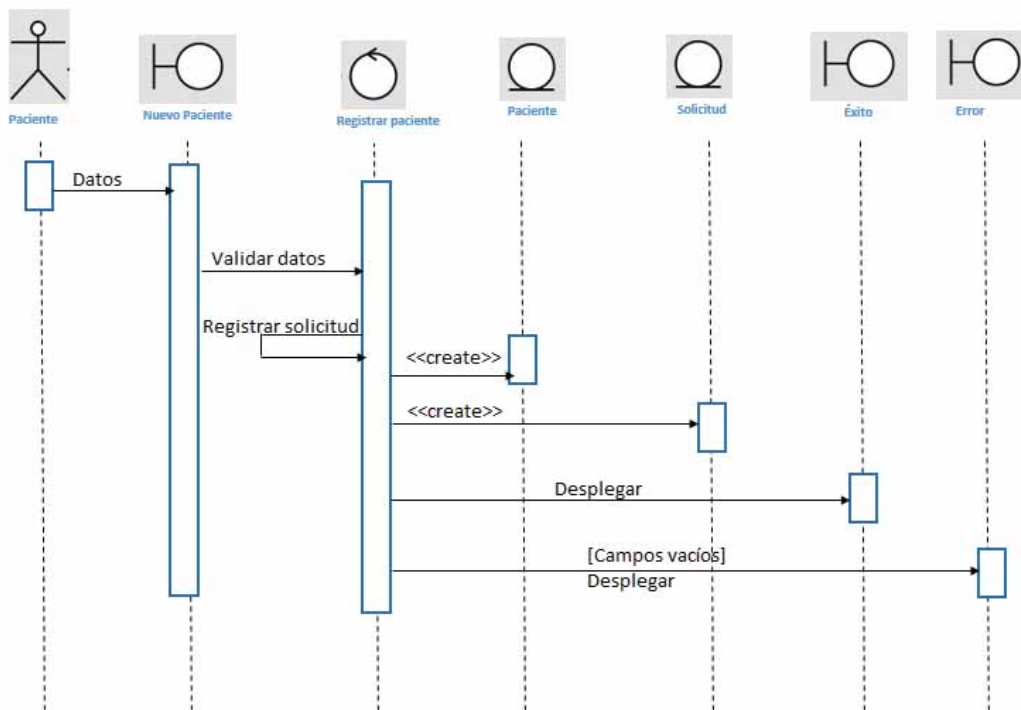 Paciente
Nuevo Paciente
Registrar paciente
Paciente
Solicitud
Éxito
Error
Datos
Validar datos
Registrar solicitud
<<create>>
<<create>>
Desplegar
[Campos vacíos]
Desplegar